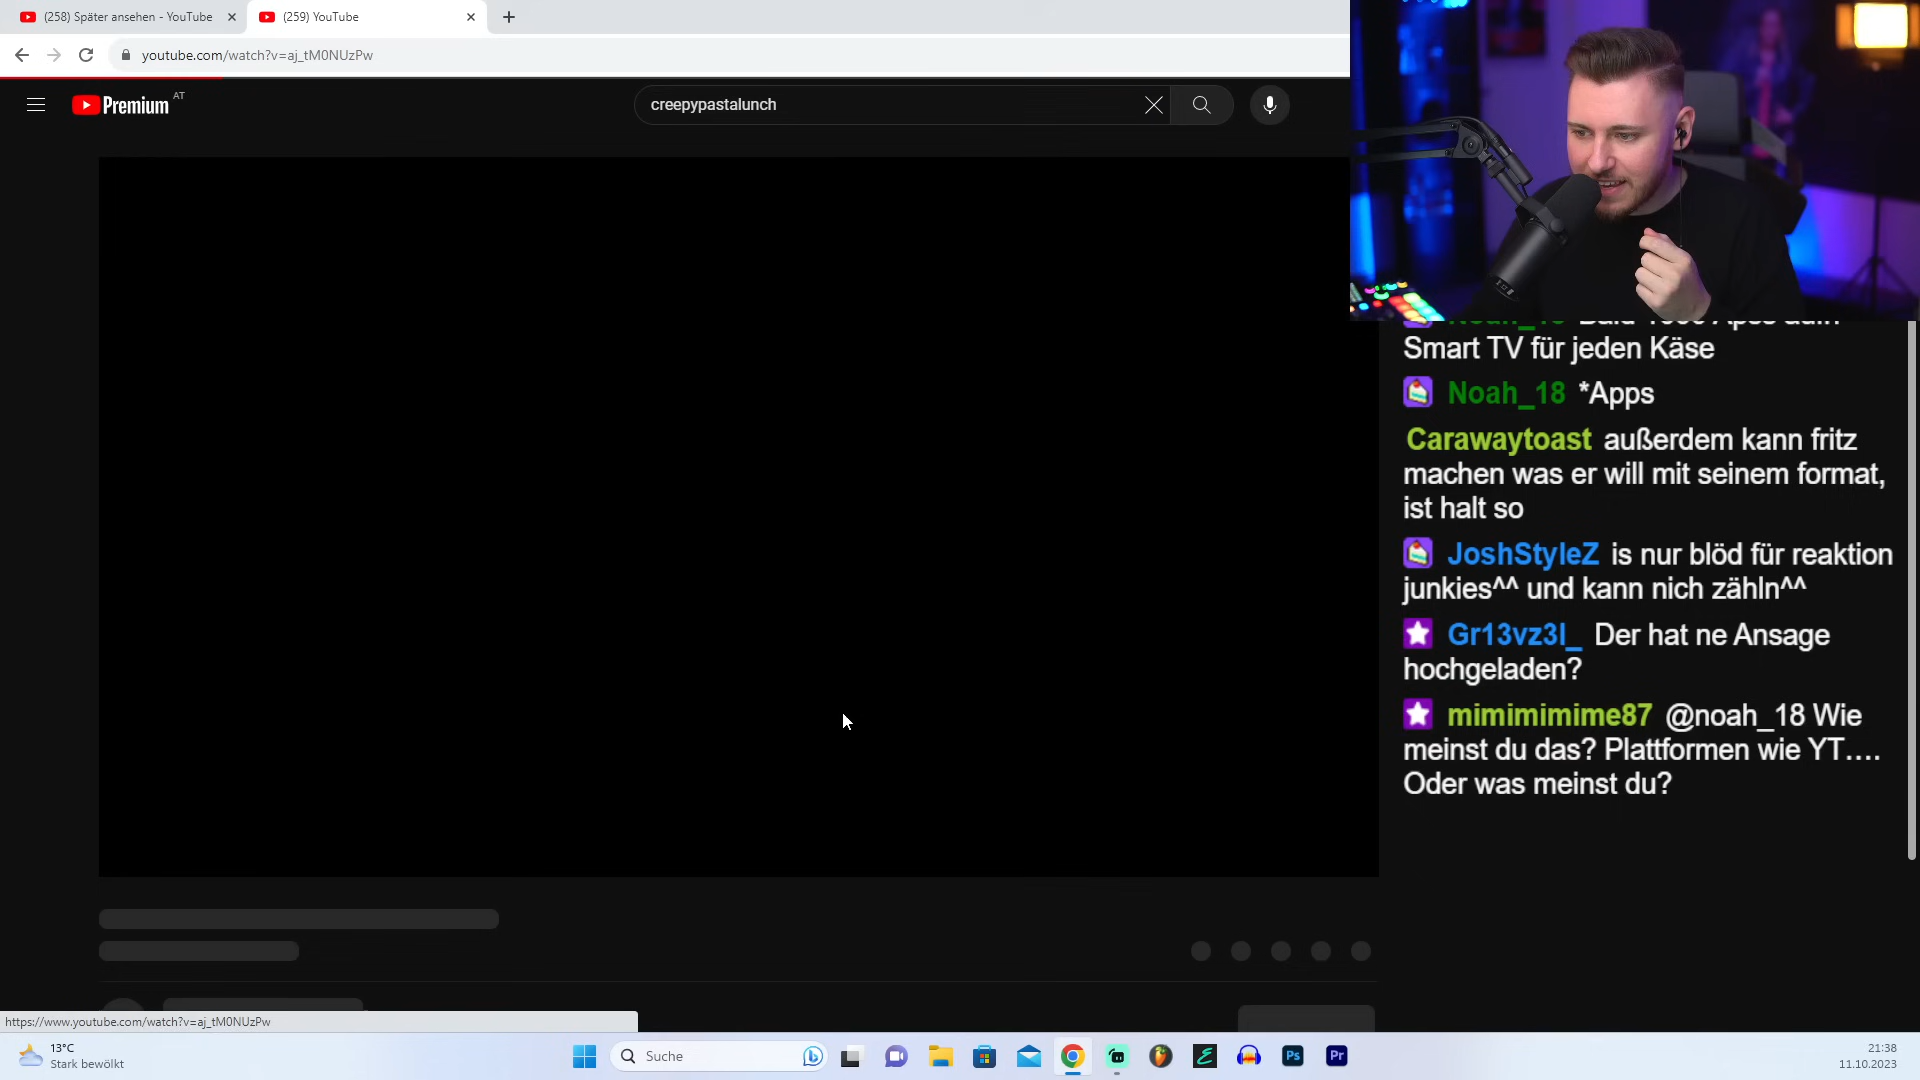 (258) Später ansehen - YouTube
(259) YouTube
youtube.com/watch?v=aj_tM0NUzPw
Premium AT
creepypastalunch
Smart TV für jeden Käse
Noah_18 *Apps
Carawaytoast außerdem kann fritz
machen was er will mit seinem format,
ist halt so
JoshStyleZ is nur blöd für reaktion
junkies^^ und kann nich zähln^^
Gr13vz3l_ Der hat ne Ansage
hochgeladen?
mimimimime87 @noah_18 Wie
meinst du das? Plattformen wie YT....
Oder was meinst du?
https://www.youtube.com/watch?v=aj_tM0NUzPw
13°C
Stark bewölkt
Suche
Ps
Pr
21:38
11.10.2023